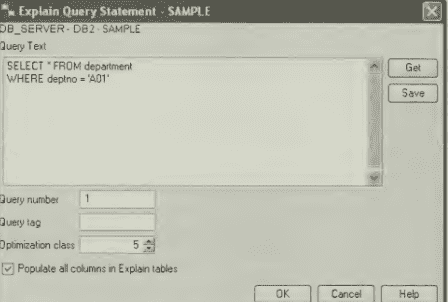 Explain Query Statement - SAMPLE
DB_SERVER - DB2 - SAMPLE
Query Text
SELECT * FROM department
WHERE deptno = 'A01'
Get
Save
Query number 1
Query tag
Optimization class 5
Populate all columns in Explain tables
OK Cancel Help